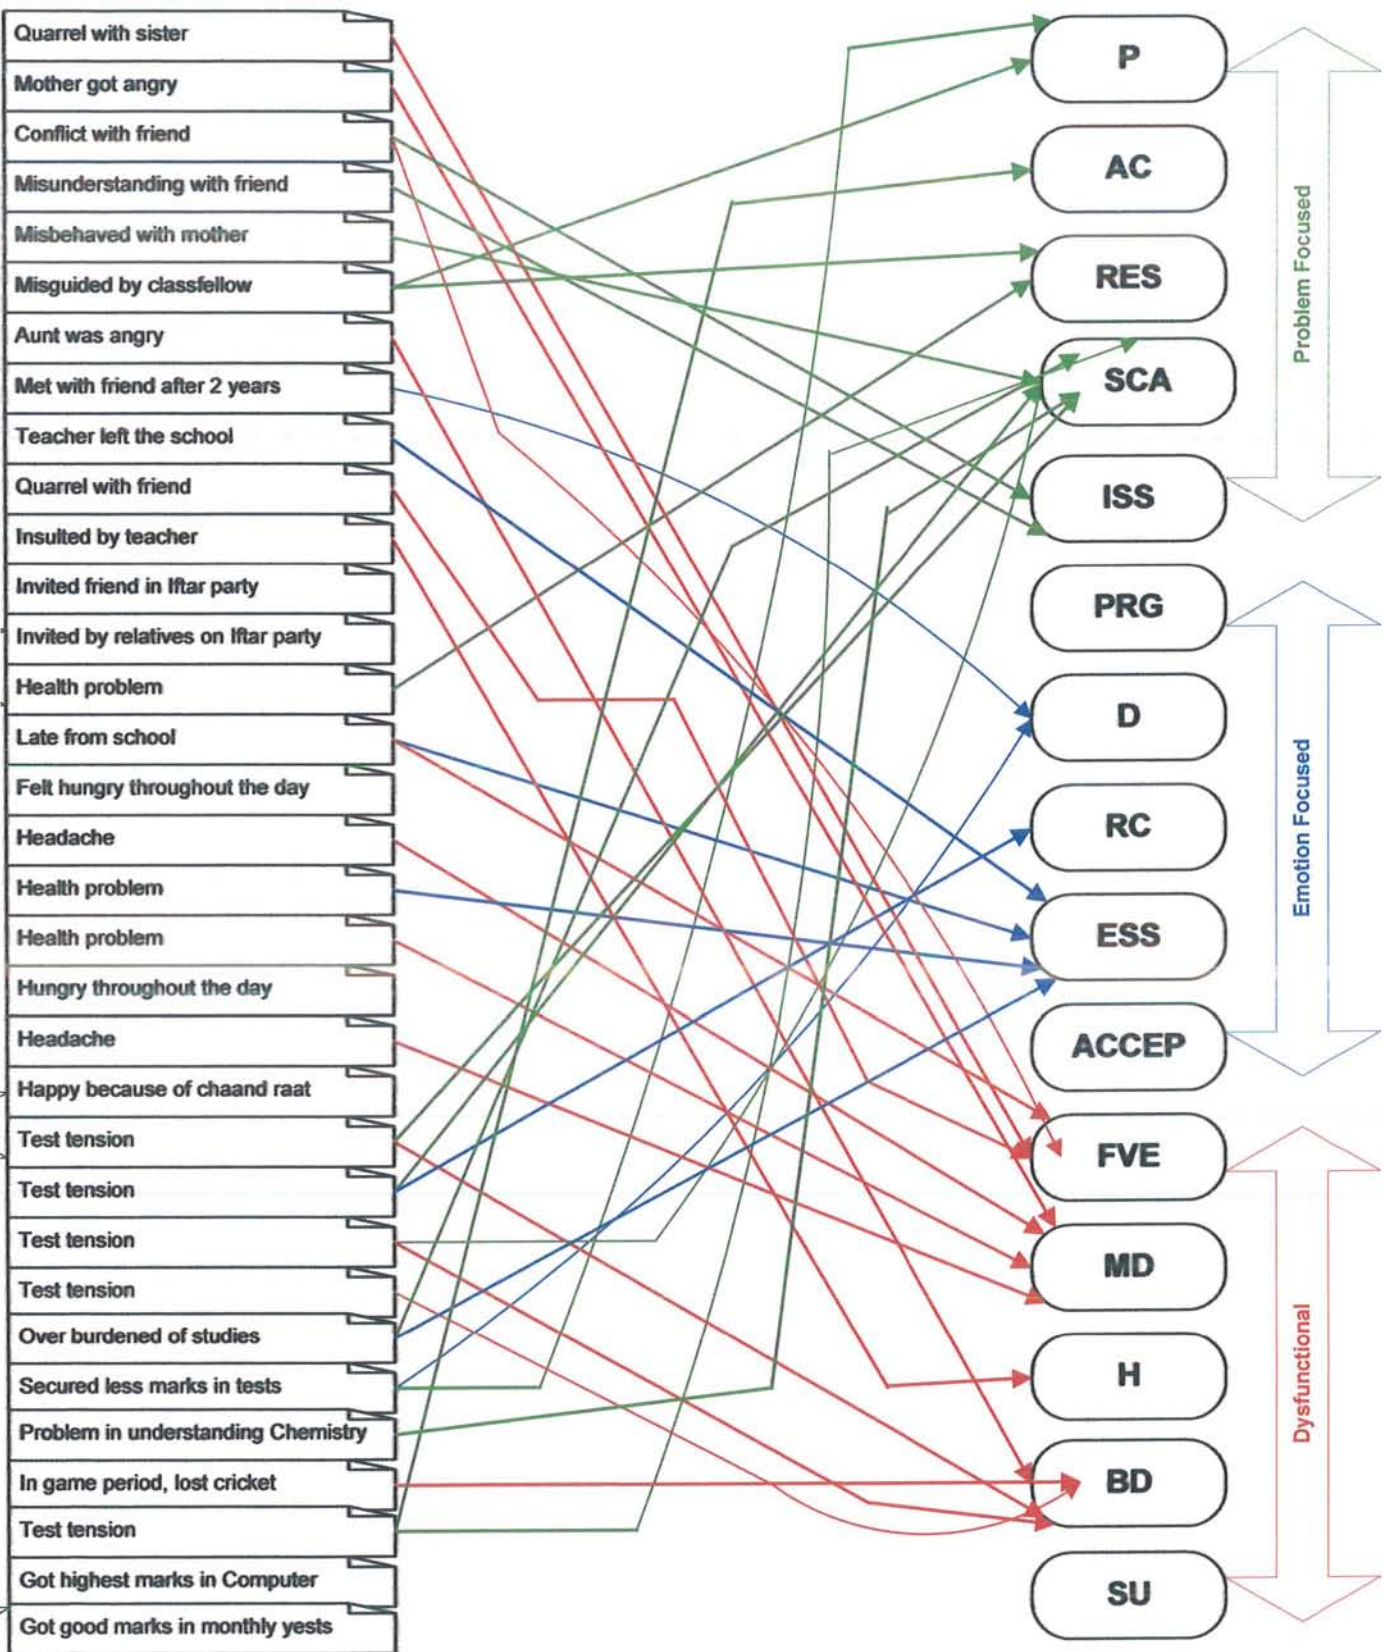 Quarrel with sister
Mother got angry
Conflict with friend
Misunderstanding with friend
Misbehaved with mother
Misguided by classfellow
Aunt was angry
Met with friend after 2 years
Teacher left the school
Quarrel with friend
Insulted by teacher
Invited friend in Iftar party
Invited by relatives on Iftar party
Health problem
Late from school
Felt hungry throughout the day
Headache
Health problem
Health problem
Hungry throughout the day
Headache
Happy because of chaand raat
Test tension
Test tension
Test tension
Test tension
Over burdened of studies
Secured less marks in tests
Problem in understanding Chemistry
In game period, lost cricket
Test tension
Got highest marks in Computer
Got good marks in monthly yests
P
AC
RES
SCA
ISS
PRG
D
RC
ESS
ACCEP
FVE
MD
H
BD
SU
Problem Focused
Emotion Focused
Dysfunctional